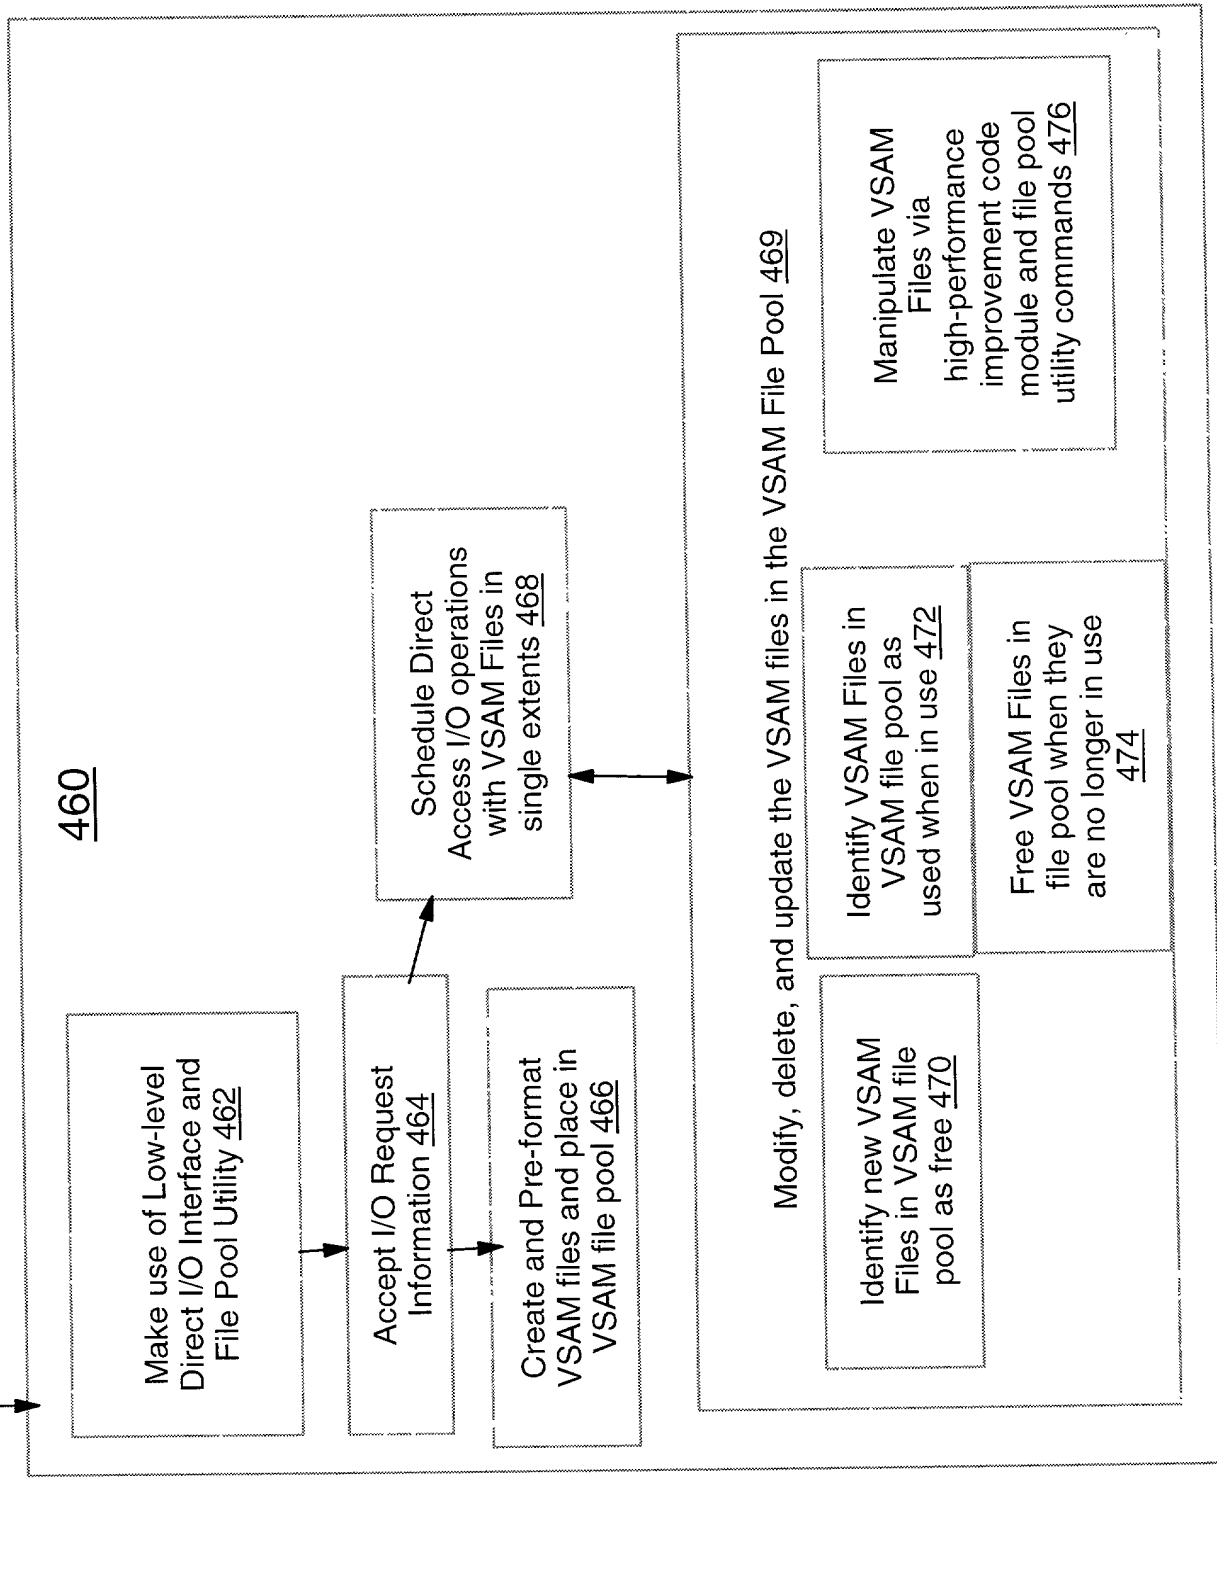 460
Make use of Low-level
Direct I/O Interface and
File Pool Utility 462
Accept I/O Request
Information 464
Create and Pre-format
VSAM files and place in
VSAM file pool 466
Schedule Direct
Access I/O operations
with VSAM Files in
single extents 468
Modify, delete, and update the VSAM files in the VSAM File Pool 469
Identify new VSAM
Files in VSAM file
pool as free 470
Identify VSAM Files in
VSAM file pool as
used when in use 472
Free VSAM Files in
file pool when they
are no longer in use
474
Manipulate VSAM
Files via
high-performance
improvement code
module and file pool
utility commands 476